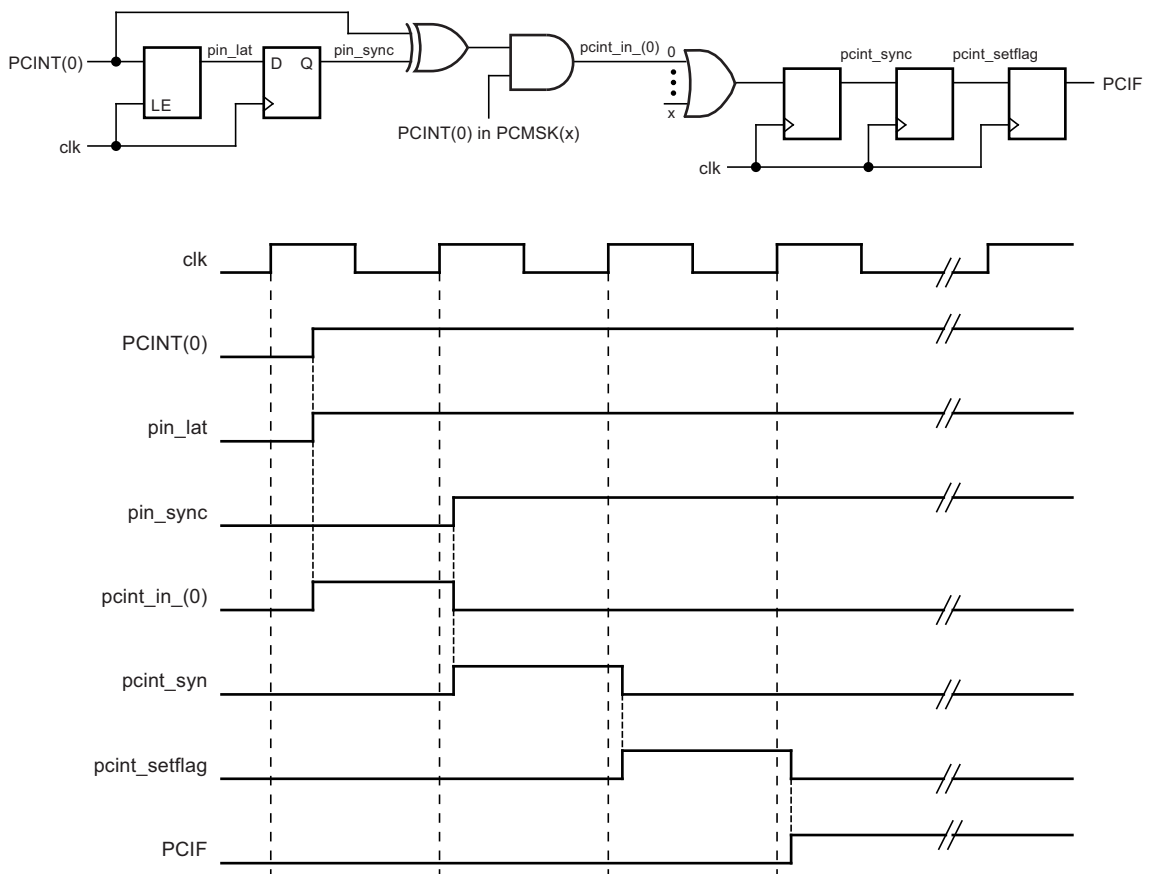 pin_lat
pin_sync
pcint_in_(0)
0
pcint_sync
pcint_setflag
PCINT(0)
D Q
PCIF
LE
x
PCINT(0) in PCMSK(x)
clk
clk
clk
PCINT(0)
pin_lat
pin_sync
pcint_in_(0)
pcint_syn
pcint_setflag
PCIF